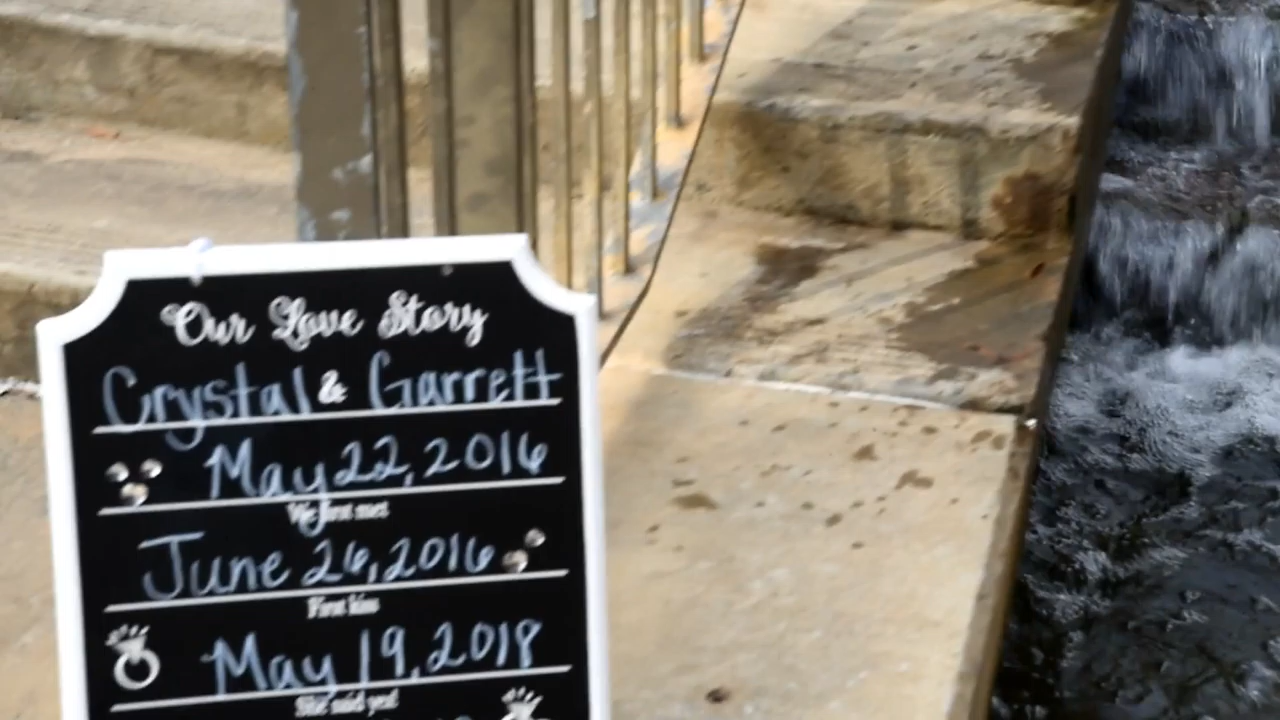 Our Love Story
Crystal & Garrett
May 22, 2016
We first met
June 26, 2016
First kiss
May 19, 2018
She said yes!